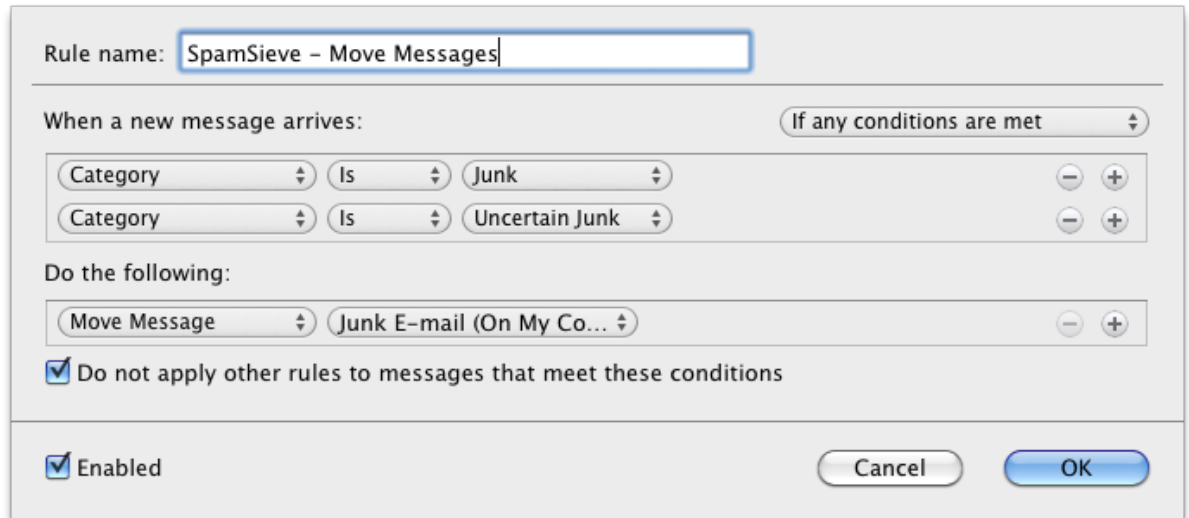 Rule name: SpamSieve – Move Messages
When a new message arrives: If any conditions are met
Category Is Junk
Category Is Uncertain Junk
Do the following:
Move Message Junk E-mail (On My Co...
Do not apply other rules to messages that meet these conditions
Enabled Cancel OK